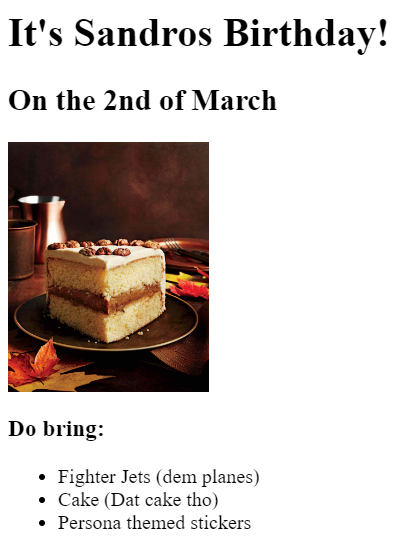 It's Sandros Birthday!
On the 2nd of March
Do bring:
Fighter Jets (dem planes)
Cake (Dat cake tho)
Persona themed stickers